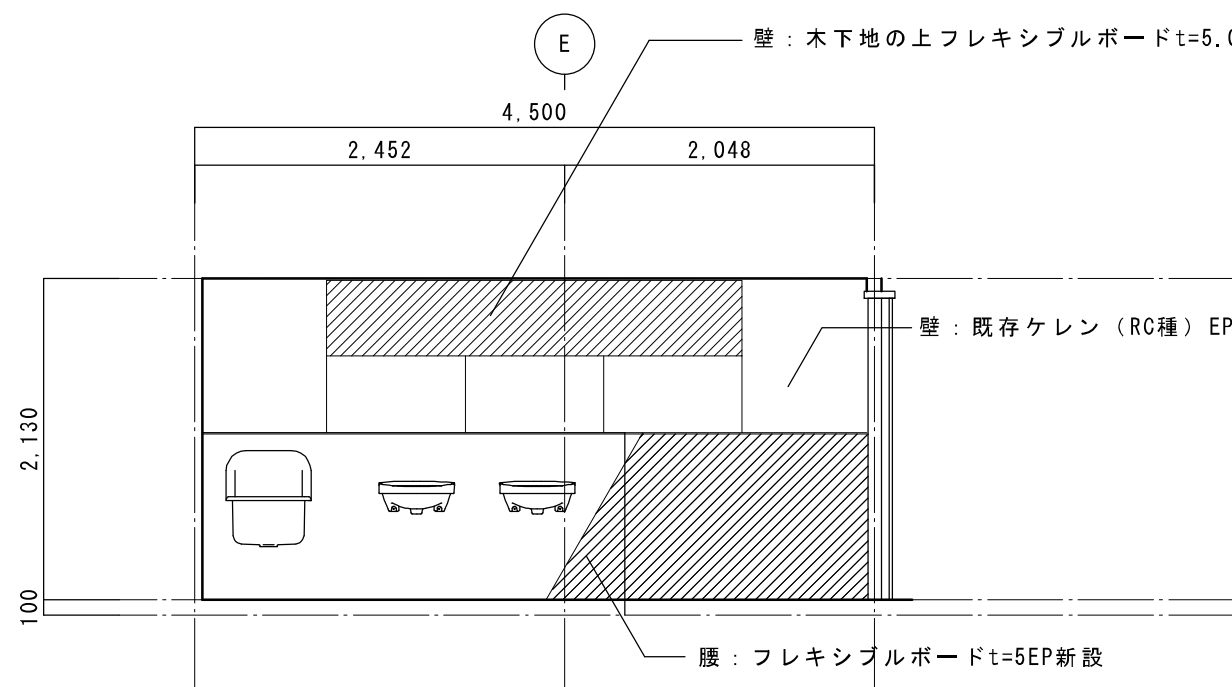 壁：木下地の上フレキシブルボードt=5.0
E
4,500
2,452
2,048
壁：既存ケレン（RC種）EP
2,130
100
腰：フレキシブルボードt=5EP新設